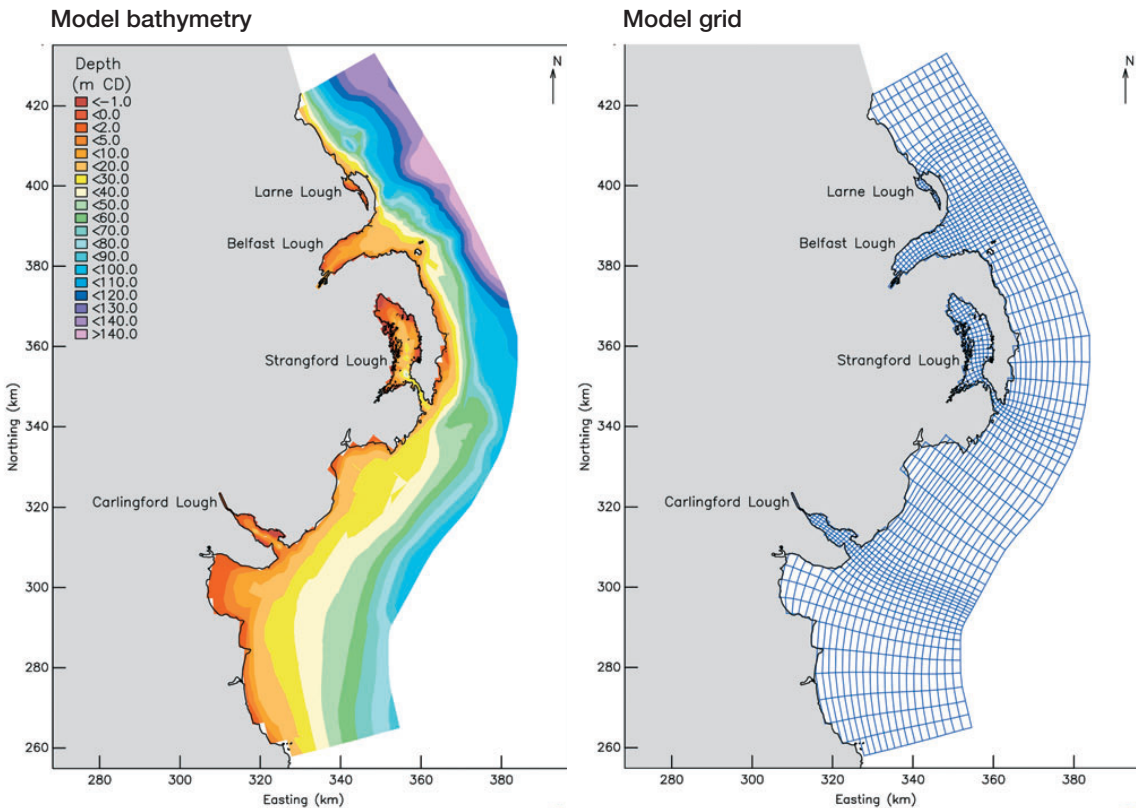 Model bathymetry
Depth
(m CD)
<-1.0
<0.0
<2.0
<5.0
<10.0
<20.0
<30.0
<40.0
<50.0
<60.0
<70.0
<80.0
<90.0
<100.0
<110.0
<120.0
<130.0
<140.0
>140.0
N
Larne Lough
Belfast Lough
Strangford Lough
Carlingford Lough
Northing (km)
420
400
380
360
340
320
300
280
260
280 300 320 340 360 380
Easting (km)
Model grid
N
Larne Lough
Belfast Lough
Strangford Lough
Carlingford Lough
Northing (km)
420
400
380
360
340
320
300
280
260
280 300 320 340 360 380
Easting (km)